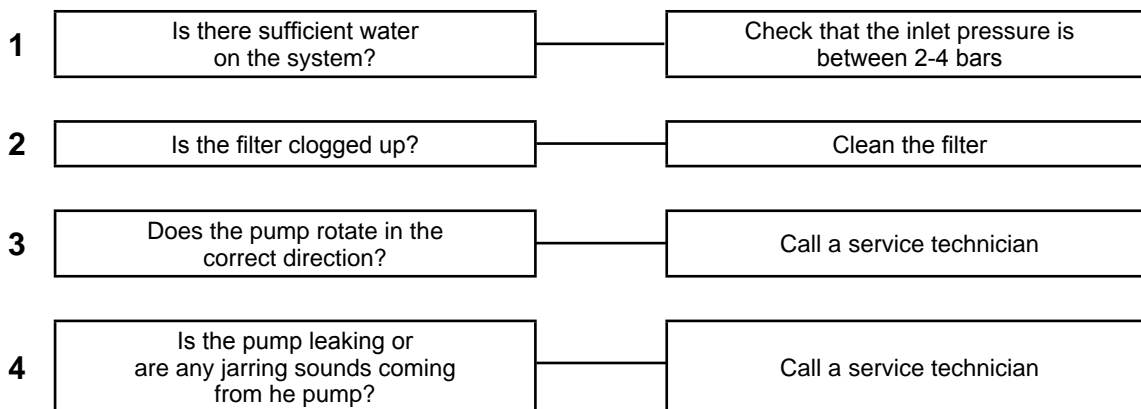 1
Is there sufficient water
on the system?
Check that the inlet pressure is
between 2-4 bars
2
Is the filter clogged up?
Clean the filter
3
Does the pump rotate in the
correct direction?
Call a service technician
4
Is the pump leaking or
are any jarring sounds coming
from he pump?
Call a service technician